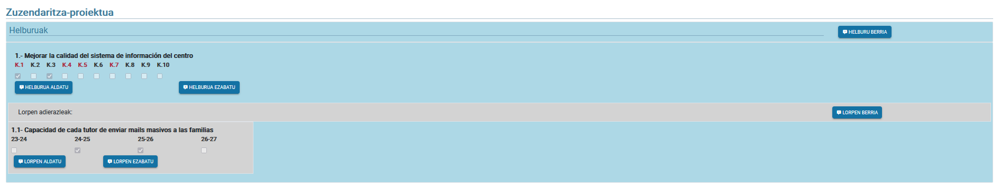 Zuzendaritza-proiektua
Helburuak
HELBURU BERRIA
1.- Mejorar la calidad del sistema de información del centro
K.1 K.2 K.3 K.4 K.5 K.6 K.7 K.8 K.9 K.10
HELBURUA ALDATU HELBURUA EZABATU
Lorpen adierazleak:
LORPEN BERRIA
1.1- Capacidad de cada tutor de enviar mails masivos a las familias
23-24 24-25 25-26 26-27
LORPEN ALDATU LORPEN EZABATU